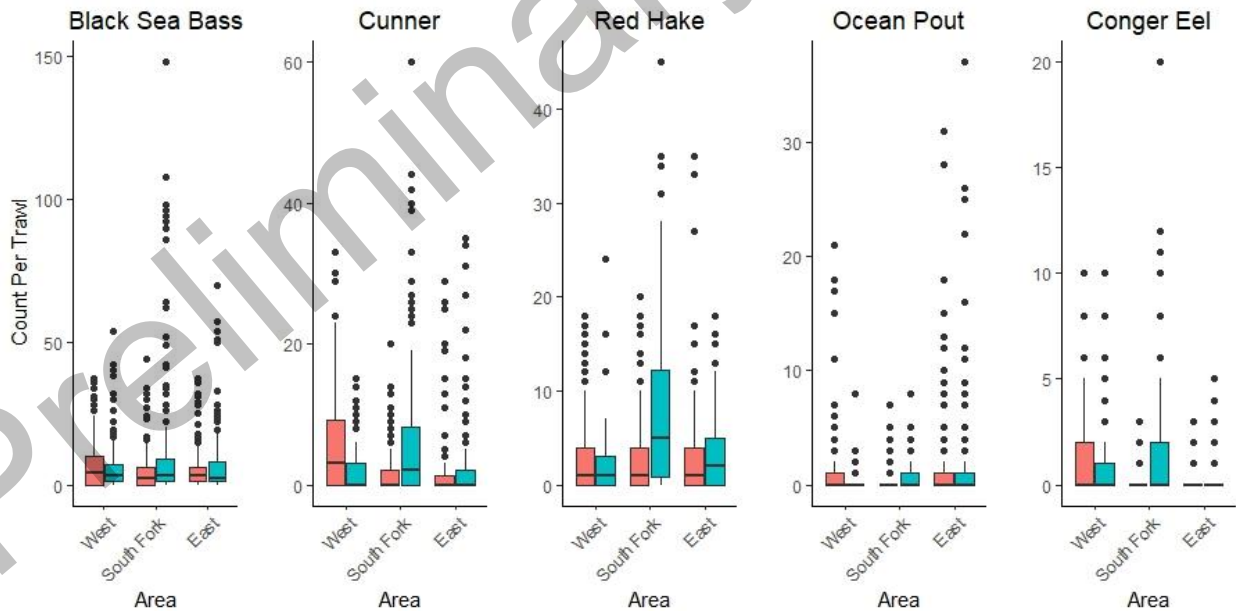 Black Sea Bass
Cunner
Red Hake
Ocean Pout
Conger Eel
Preliminary
Count Per Trawl
150
100
50
0
West
South Fork
East
Area
60
40
20
0
West
South Fork
East
Area
40
30
20
10
0
West
South Fork
East
Area
30
20
10
0
West
South Fork
East
Area
20
15
10
5
0
West
South Fork
East
Area